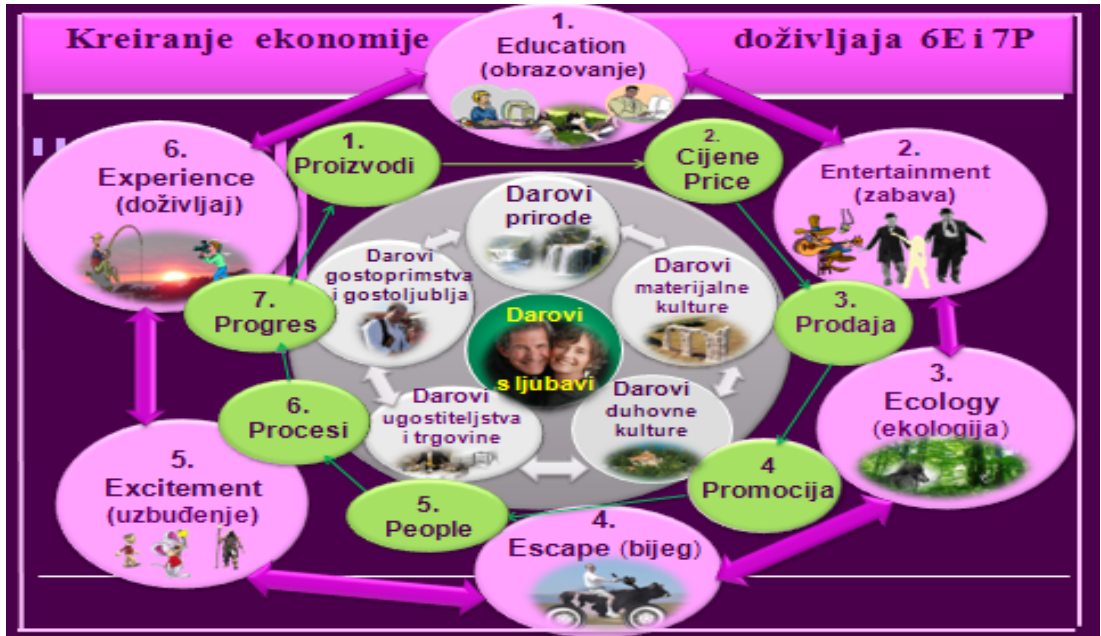 Kreiranje ekonomije doživljaja 6E i 7P
1.
Education
(obrazovanje)
2.
Entertainment
(zabava)
3.
Ecology
(ekologija)
4.
Escape (bijeg)
5.
Excitement
(uzbuđenje)
6.
Experience
(doživljaj)
1.
Proizvodi
2.
Cijene
Price
3.
Prodaja
4
Promocija
5.
People
6.
Procesi
7.
Progres
Darovi
prirode
Darovi
materijalne
kulture
Darovi
duhovne
kulture
Darovi
ugostiteljstva
i trgovine
Darovi
gostoprimstva
i gostoljublja
Darovi
s ljubavi